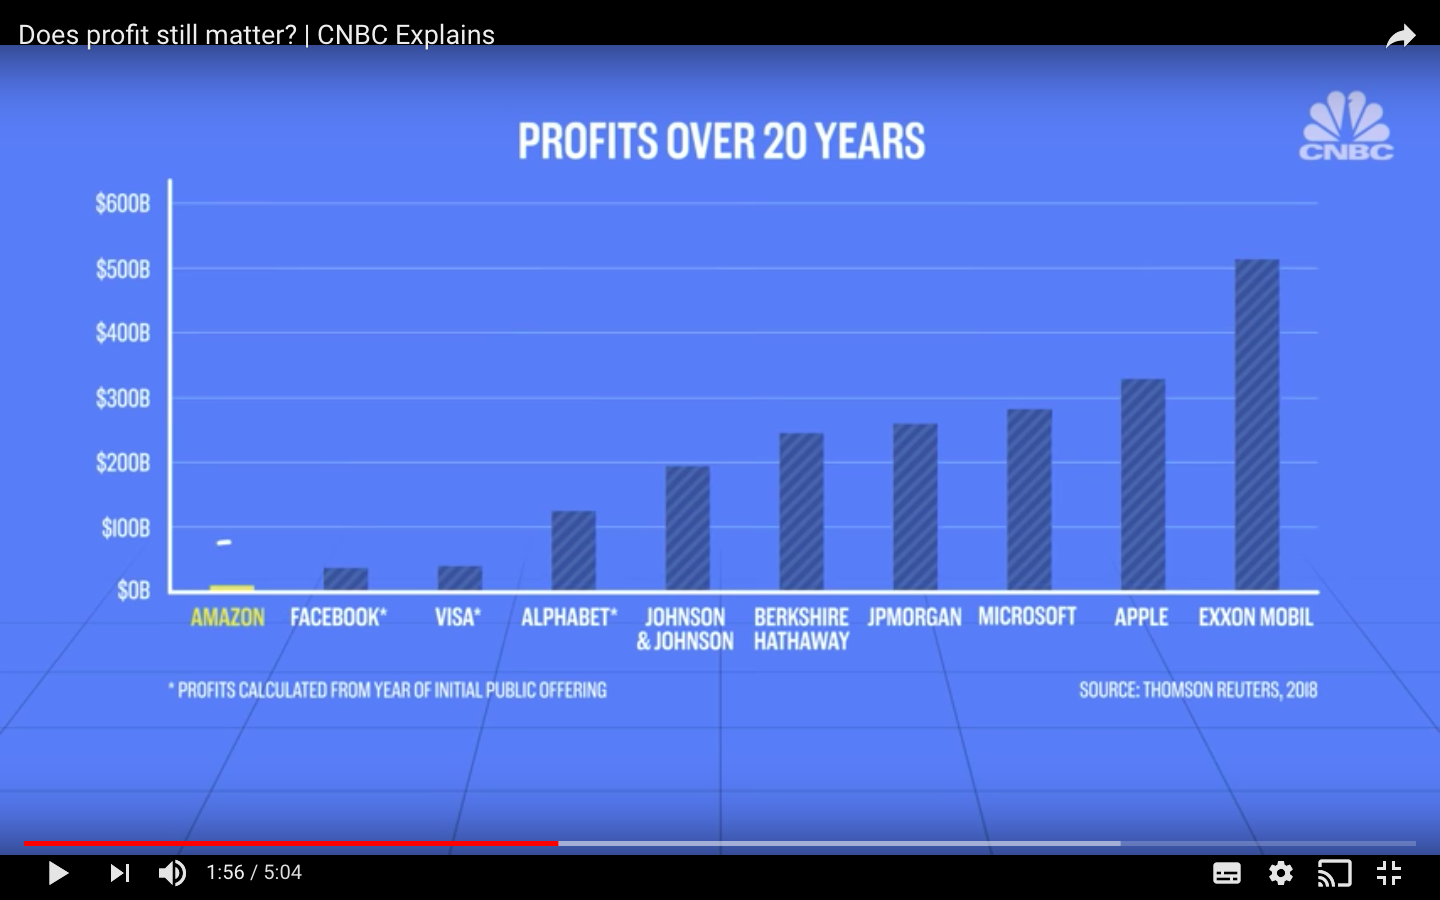 Does profit still matter? | CNBC Explains
CNBC
PROFITS OVER 20 YEARS
$600B
$500B
$400B
$300B
$200B
$100B
$0B
AMAZON FACEBOOK* VISA* ALPHABET* JOHNSON & JOHNSON BERKSHIRE HATHAWAY JPMORGAN MICROSOFT APPLE EXXON MOBIL
* PROFITS CALCULATED FROM YEAR OF INITIAL PUBLIC OFFERING
SOURCE: THOMSON REUTERS, 2018
1:56 / 5:04